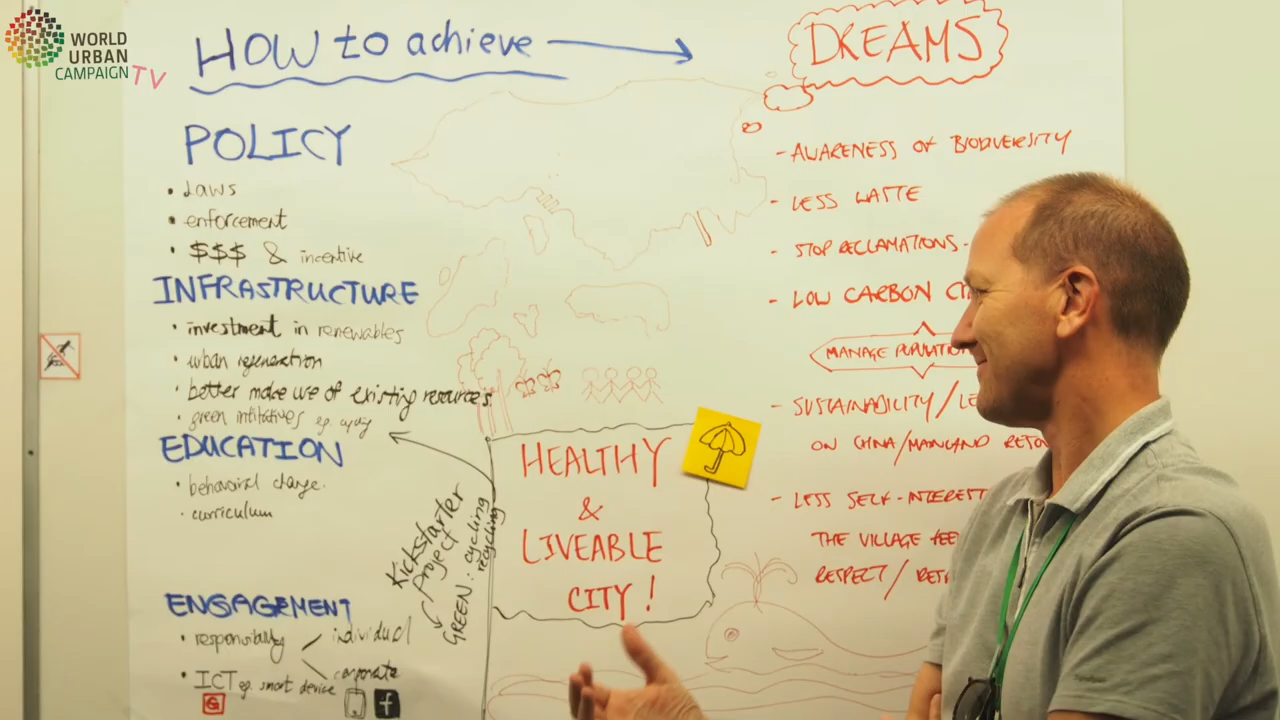 WORLD
URBAN
CAMPAIGN
TV
HOW to achieve
DREAMS
POLICY
• Laws
• enforcement
• $$$ & incentive
INFRASTRUCTURE
• investment in renewables
• urban regeneration
• better make use of existing resources
• green initiatives eg. cycling
EDUCATION
• behavioral change.
• curriculum
ENGAGEMENT
• responsibility
individual
corporate
• ICT eg. smart device
G
f
Kickstarter
Project
GREEN: cycling
recycling
HEALTHY
&
LIVEABLE
CITY!
- AWARENESS OF BIODIVERSITY
- LESS WASTE
- STOP RECLAMATIONS
- LOW CARBON
MANAGE
- SUSTAINABILITY/
ON CHINA/MAINLAND
- LESS SELF-INTEREST
THE VILLAGE
RESPECT/